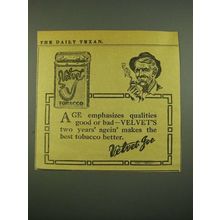 THE DAILY TEXAN.
Velvet
TOBACCO
AGE emphasizes qualities
good or bad—VELVET'S
two years' agein' makes the
best tobacco better.
Velvet Joe